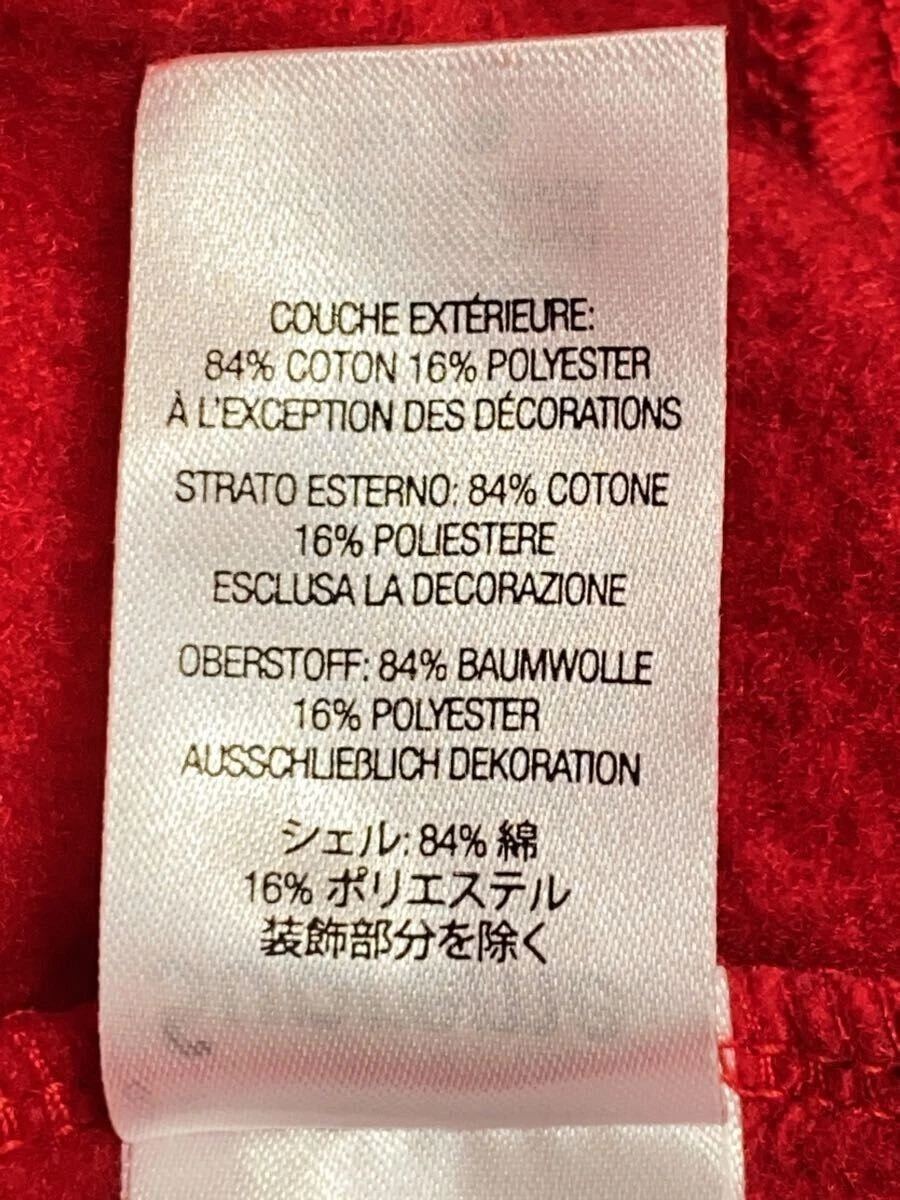 COUCHE EXTÉRIEURE:
84% COTON 16% POLYESTER
À L'EXCEPTION DES DÉCORATIONS
STRATO ESTERNO: 84% COTONE
16% POLIESTERE
ESCLUSA LA DECORAZIONE
OBERSTOFF: 84% BAUMWOLLE
16% POLYESTER
AUSSCHLIEßLICH DEKORATION
シェル: 84% 綿
16% ポリエステル
装飾部分を除く